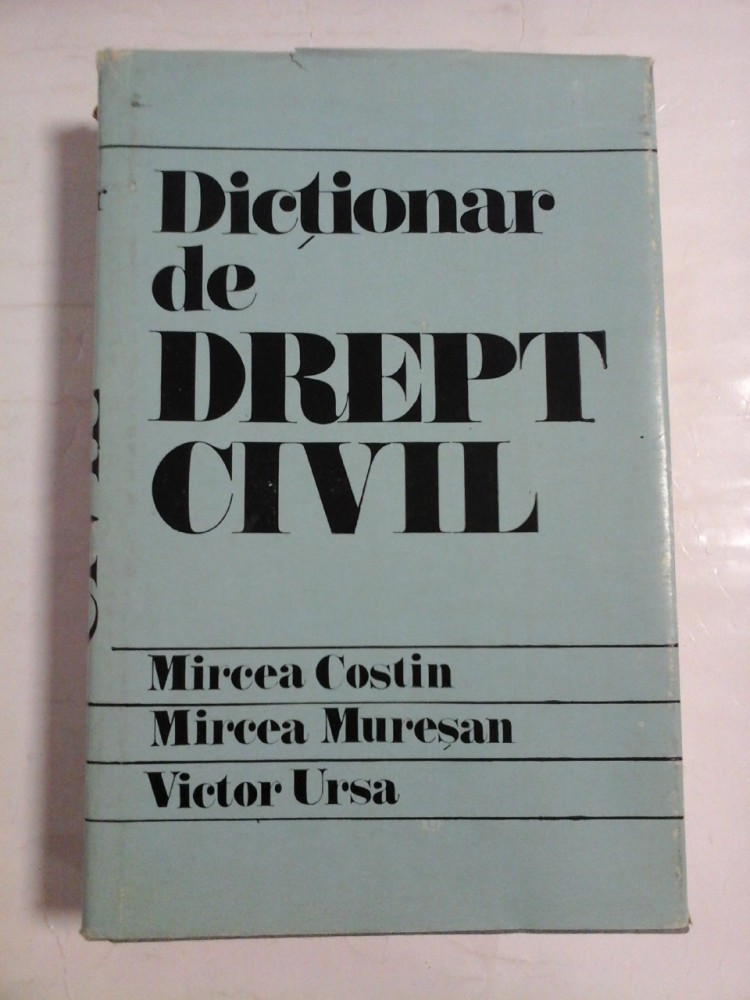 Dicționar
de
DREPT
CIVIL
Mircea Costin
Mircea Mureșan
Victor Ursa